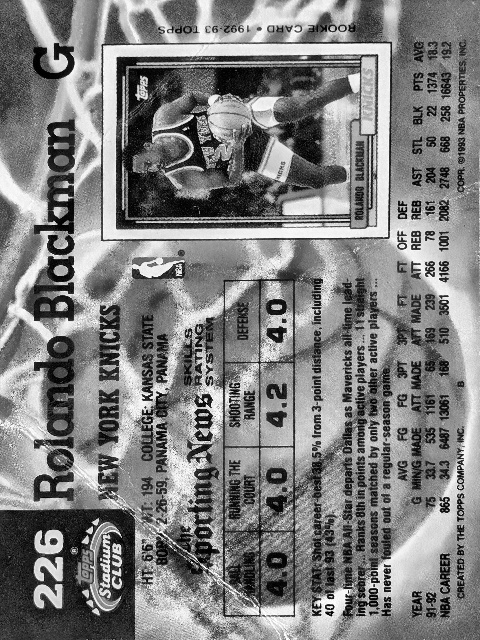 226
Topps
Stadium
CLUB
Rolando Blackman G
NEW YORK KNICKS
HT: 6'6" WT: 194 COLLEGE: KANSAS STATE
BORN: 2-26-59, PANAMA CITY, PANAMA
The Sporting News SKILLS RATING SYSTEM
BALL HANDLING RUNNING THE COURT SHOOTING RANGE DEFENSE
4.0 4.0 4.2 4.0
KEY STAT: Shot career-best 38.5% from 3-point distance, including
40 of last 93 (43%)
Four-time NBA All-Star departs Dallas as Mavericks all-time lead-
ing scorer... Ranks 8th in points among active players... 11 straight
1,000-point seasons matched by only two other active players ...
Has never fouled out of a regular-season game.
AVG FG FG 3PT 3PT FT FT OFF DEF
YEAR G MIN/G MADE ATT MADE ATT MADE ATT REB REB AST STL BLK PTS AVG
91-92 75 33.7 535 1161 65 169 239 266 78 161 204 50 22 1374 18.3
NBA CAREER 865 34.3 6487 13061 168 510 3501 4166 1001 2082 2748 668 258 16643 19.2
CREATED BY THE TOPPS COMPANY, INC. B COPR. ©1993 NBA PROPERTIES, INC.
ROOKIE CARD • 1992-93 TOPPS
Topps
NEW YORK
KNICKS
ROLANDO BLACKMAN
KNICKS
NBA